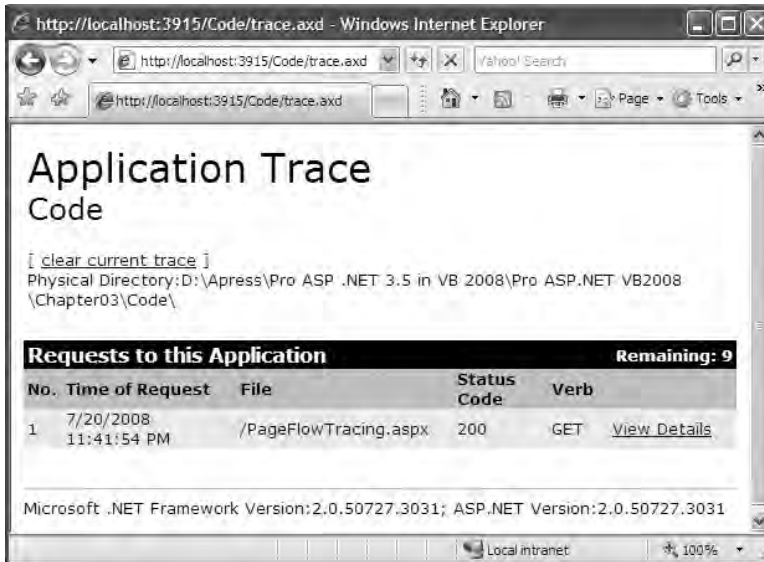 http://localhost:3915/Code/trace.axd - Windows Internet Explorer
http://localhost:3915/Code/trace.axd
Yahoo! Search
http://localhost:3915/Code/trace.axd
Page
Tools
Application Trace
Code
[ clear current trace ]
Physical Directory:D:\Apress\Pro ASP .NET 3.5 in VB 2008\Pro ASP.NET VB2008
\Chapter03\Code\
Requests to this Application Remaining: 9
No. Time of Request File Status Code Verb
1 7/20/2008 11:41:54 PM /PageFlowTracing.aspx 200 GET View Details
Microsoft .NET Framework Version:2.0.50727.3031; ASP.NET Version:2.0.50727.3031
Local intranet 100%